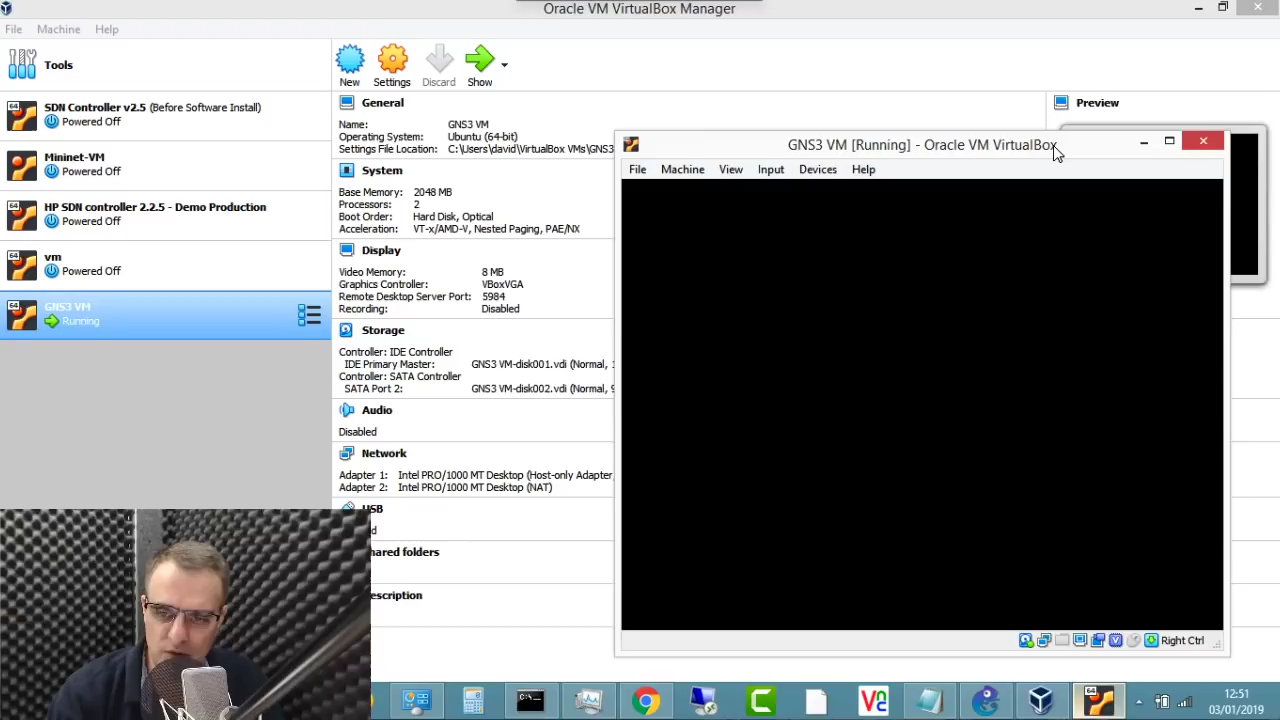 Oracle VM VirtualBox Manager
File Machine Help
Tools
New Settings Discard Show
64 SDN Controller v2.5 (Before Software Install)
Powered Off
64 Mininet-VM
Powered Off
64 HP SDN controller 2.2.5 - Demo Production
Powered Off
64 vm
Powered Off
64 GNS3 VM
Running
General
Name: GNS3 VM
Operating System: Ubuntu (64-bit)
Settings File Location: C:\Users\david\VirtualBox VMs\GNS3
System
Base Memory: 2048 MB
Processors: 2
Boot Order: Hard Disk, Optical
Acceleration: VT-x/AMD-V, Nested Paging, PAE/NX
Display
Video Memory: 8 MB
Graphics Controller: VBoxVGA
Remote Desktop Server Port: 5984
Recording: Disabled
Storage
Controller: IDE Controller
IDE Primary Master: GNS3 VM-disk001.vdi (Normal,
Controller: SATA Controller
SATA Port 2: GNS3 VM-disk002.vdi (Normal,
Audio
Disabled
Network
Adapter 1: Intel PRO/1000 MT Desktop (Host-only Adapter
Adapter 2: Intel PRO/1000 MT Desktop (NAT)
USB
Preview
GNS3 VM [Running] - Oracle VM VirtualBox
File Machine View Input Devices Help
Right Ctrl
64
12:51
03/01/2019